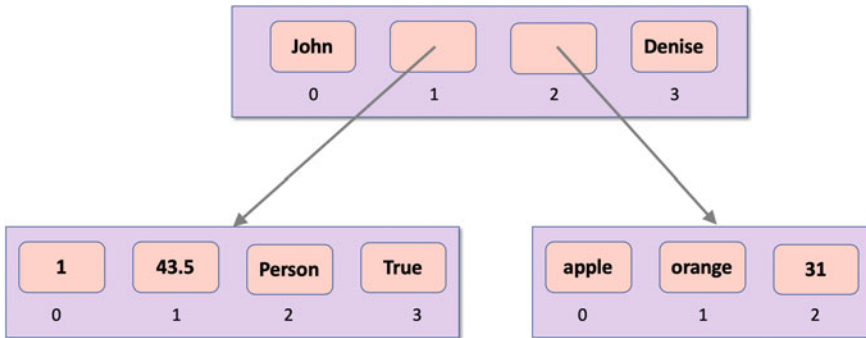 John Denise
0 1 2 3
1 43.5 Person True
0 1 2 3
apple orange 31
0 1 2